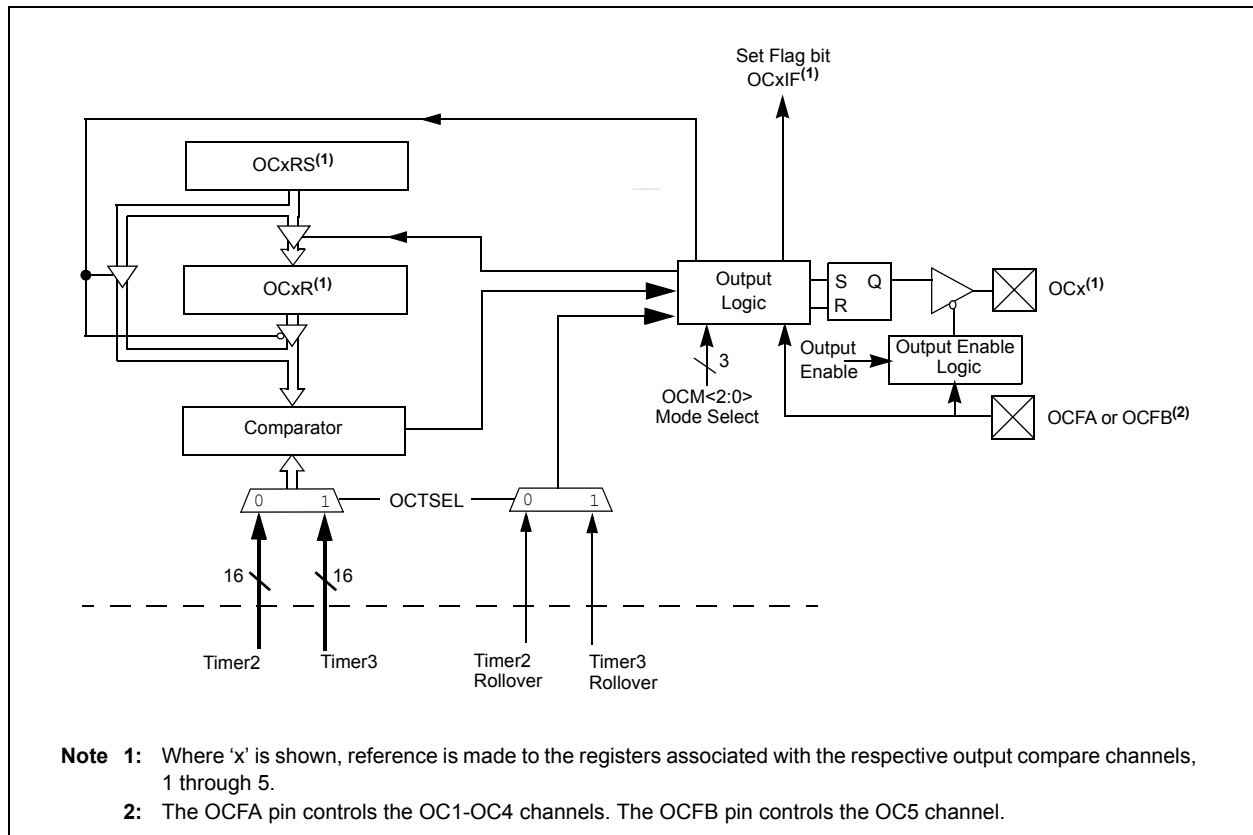 Set Flag bit
OCxIF(1)
OCxRS(1)
OCxR(1)
Output
Logic
S Q
R
OCx(1)
Output
Enable
Output Enable
Logic
3
OCM<2:0>
Mode Select
OCFA or OCFB(2)
Comparator
0 1
OCTSEL
0 1
16
16
Timer2
Timer3
Timer2
Rollover
Timer3
Rollover
Note 1: Where ‘x’ is shown, reference is made to the registers associated with the respective output compare channels,
1 through 5.
2: The OCFA pin controls the OC1-OC4 channels. The OCFB pin controls the OC5 channel.